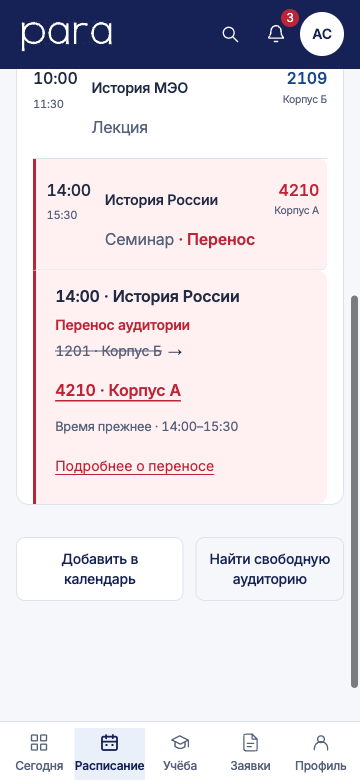 para
3
AC
10:00
История МЭО
2109
11:30
Корпус Б
Лекция
14:00
История России
4210
15:30
Корпус А
Семинар · Перенос
14:00 · История России
Перенос аудитории
1201 · Корпус Б →
4210 · Корпус А
Время прежнее · 14:00–15:30
Подробнее о переносе
Добавить в
календарь
Найти свободную
аудиторию
Сегодня
Расписание
Учёба
Заявки
Профиль